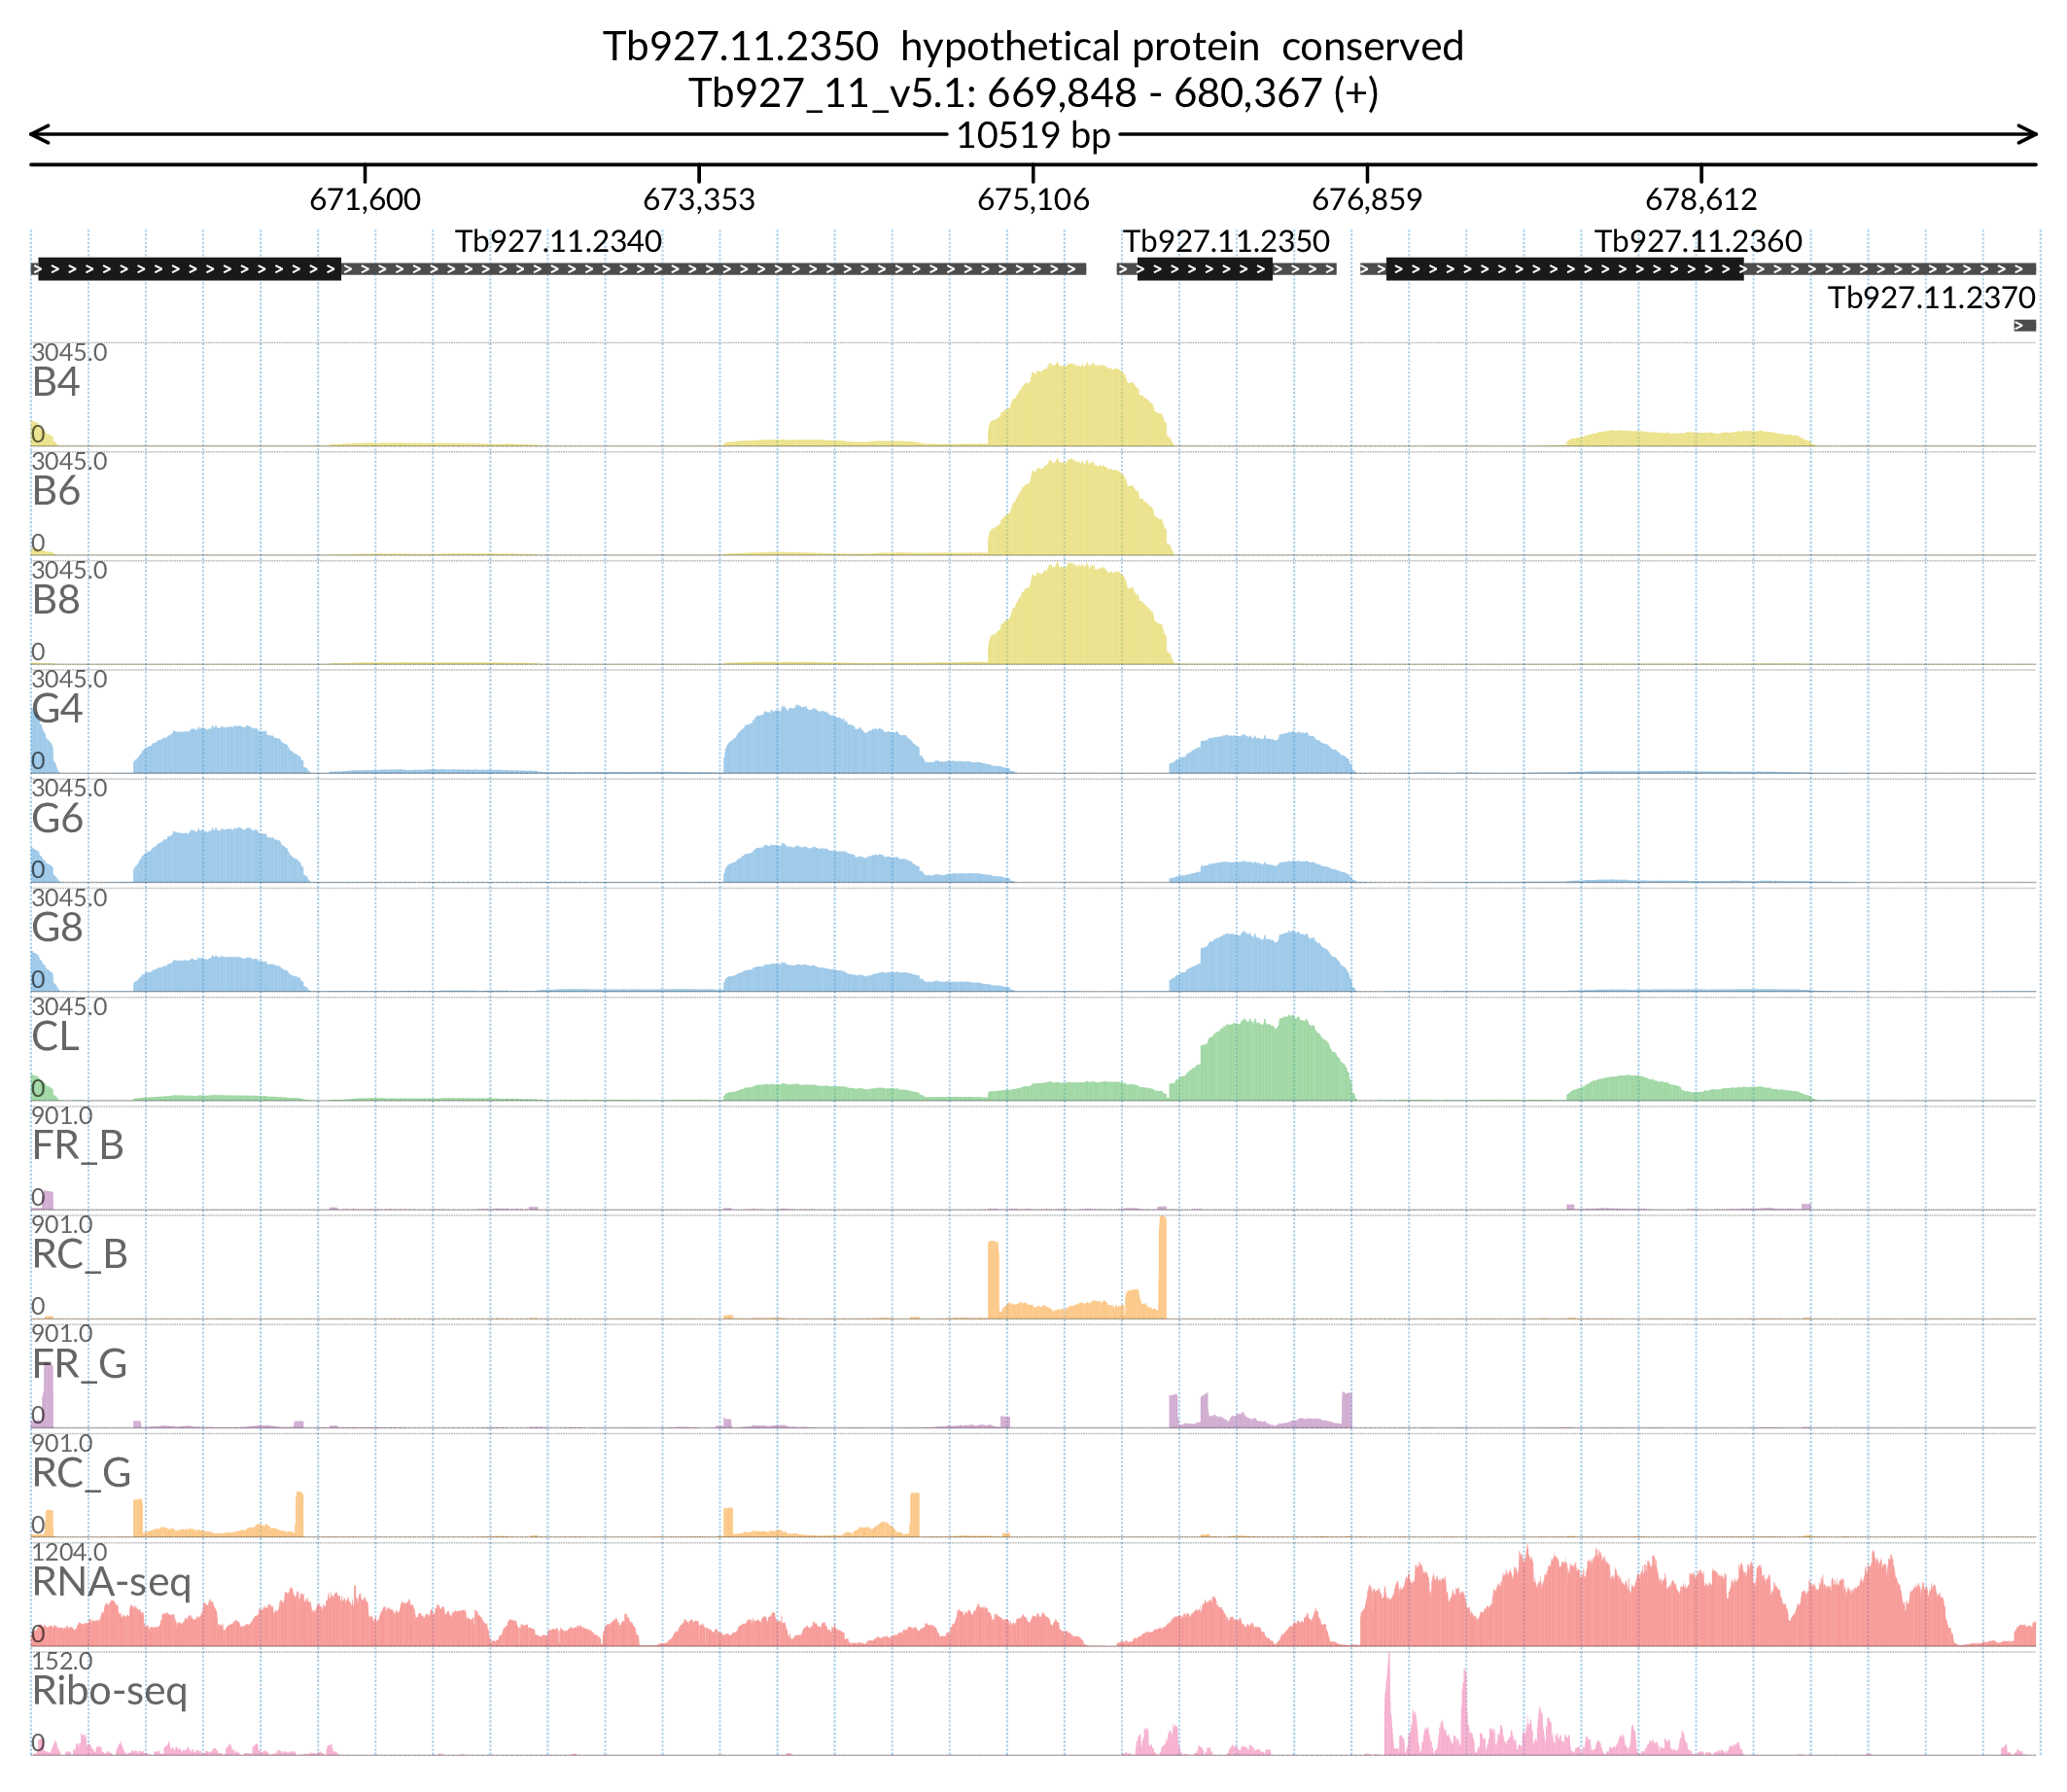 Tb927.11.2350  hypothetical protein  conserved
Tb927_11_v5.1: 669,848 - 680,367 (+)
10519 bp
671,600 673,353 675,106 676,859 678,612
Tb927.11.2340 Tb927.11.2350 Tb927.11.2360
Tb927.11.2370
3045.0
B4
0
3045.0
B6
0
3045.0
B8
0
3045.0
G4
0
3045.0
G6
0
3045.0
G8
0
3045.0
CL
0
901.0
FR_B
0
901.0
RC_B
0
901.0
FR_G
0
901.0
RC_G
0
1204.0
RNA-seq
0
152.0
Ribo-seq
0